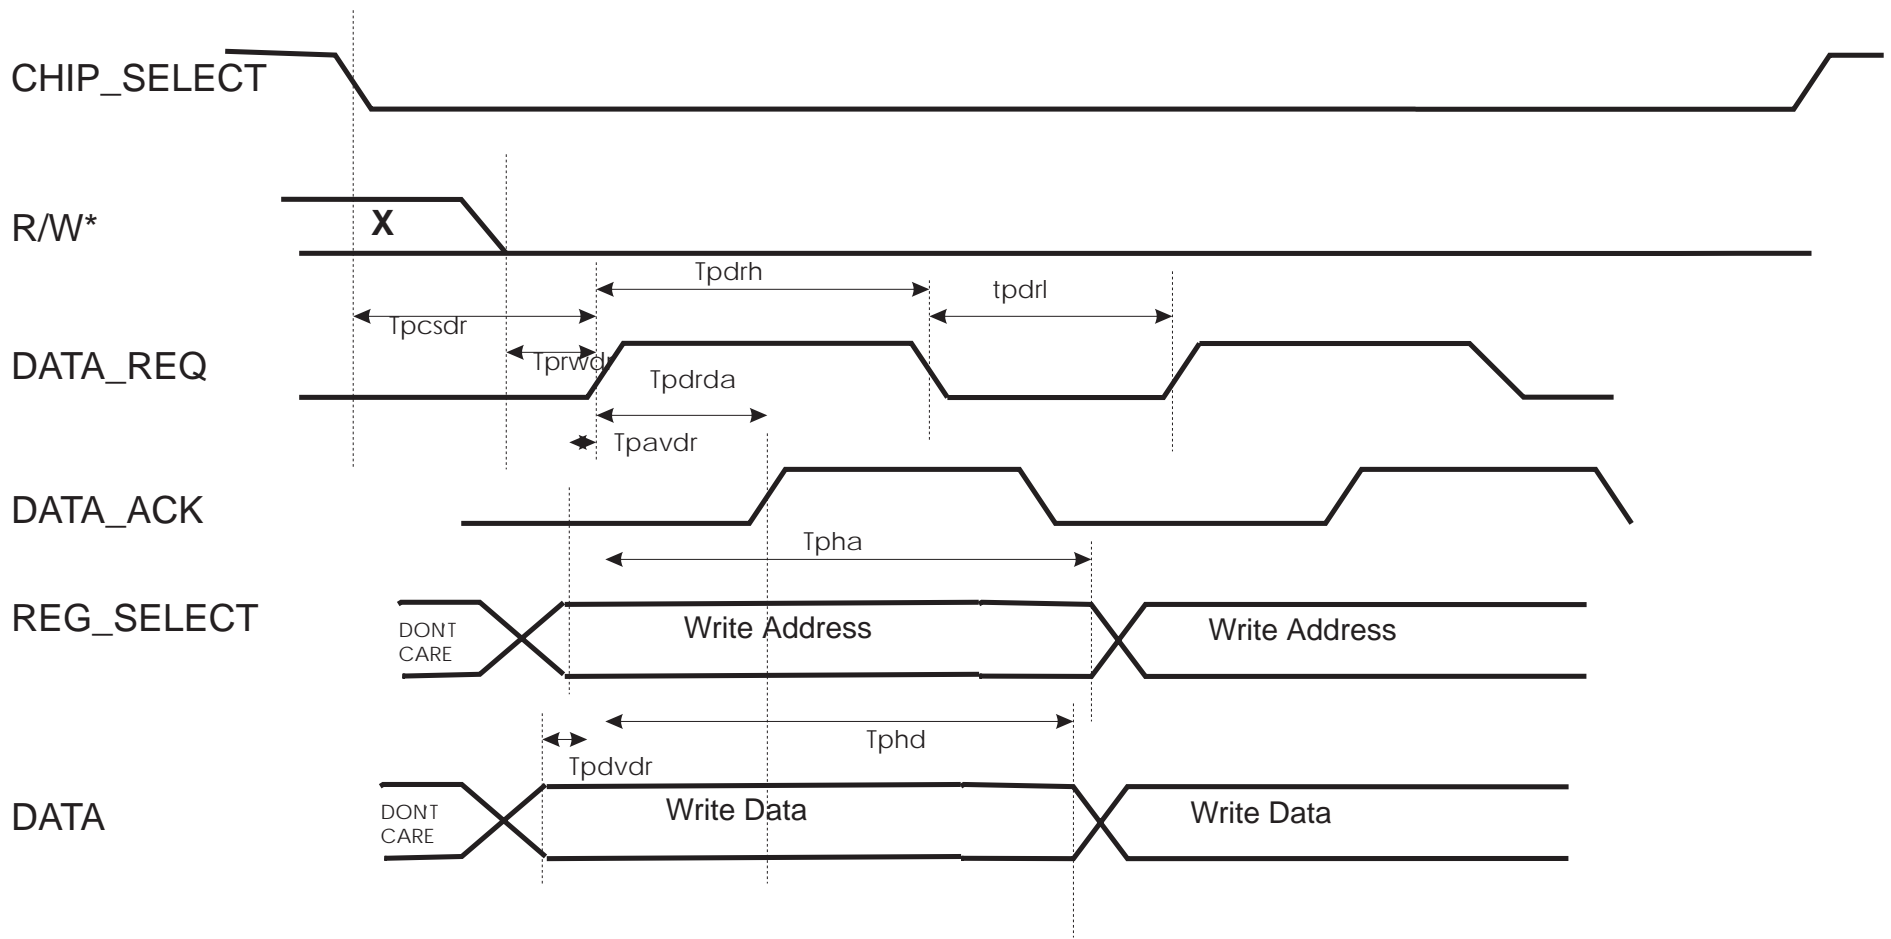 CHIP_SELECT
R/W*
X
Tpdrh
tpdrl
Tpcsdr
DATA_REQ
Tprwdr
Tpdrda
Tpavdr
DATA_ACK
Tpha
REG_SELECT
DONT
CARE
Write Address
Write Address
Tphd
Tpdvdr
DATA
DONT
CARE
Write Data
Write Data